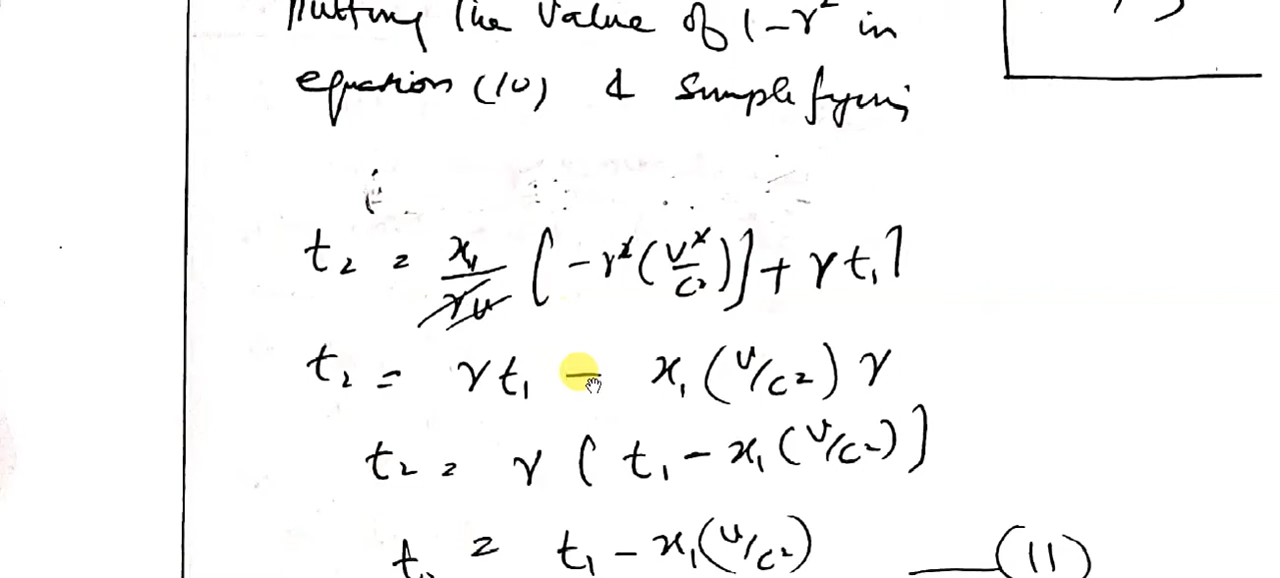 Putting the value of 1-γ² in
equation (10) & Simplifying
t₂ = x₁/γv [-γ²(v²/c²)] + γt₁]
t₂ = γt₁ - x₁(v/c²)γ
t₂ = γ[t₁ - x₁(v/c²)]
t₂ = t₁ - x₁(v/c²) —(11)